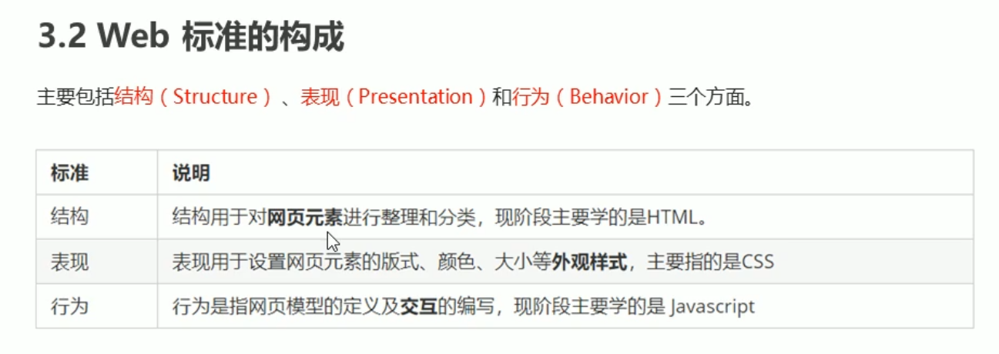 3.2 Web 标准的构成
主要包括结构（Structure）、表现（Presentation）和行为（Behavior）三个方面。
标准 说明
结构 结构用于对网页元素进行整理和分类，现阶段主要学的是HTML。
表现 表现用于设置网页元素的版式、颜色、大小等外观样式，主要指的是CSS
行为 行为是指网页模型的定义及交互的编写，现阶段主要学的是 Javascript